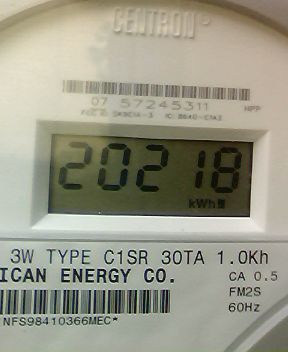 CENTRON®
07 57245311
HPP
20218
kWh
3W TYPE C1SR 30TA 1.0Kh
ICAN ENERGY CO.
CA 0.5
FM2S
60Hz
NFS98410366MEC*